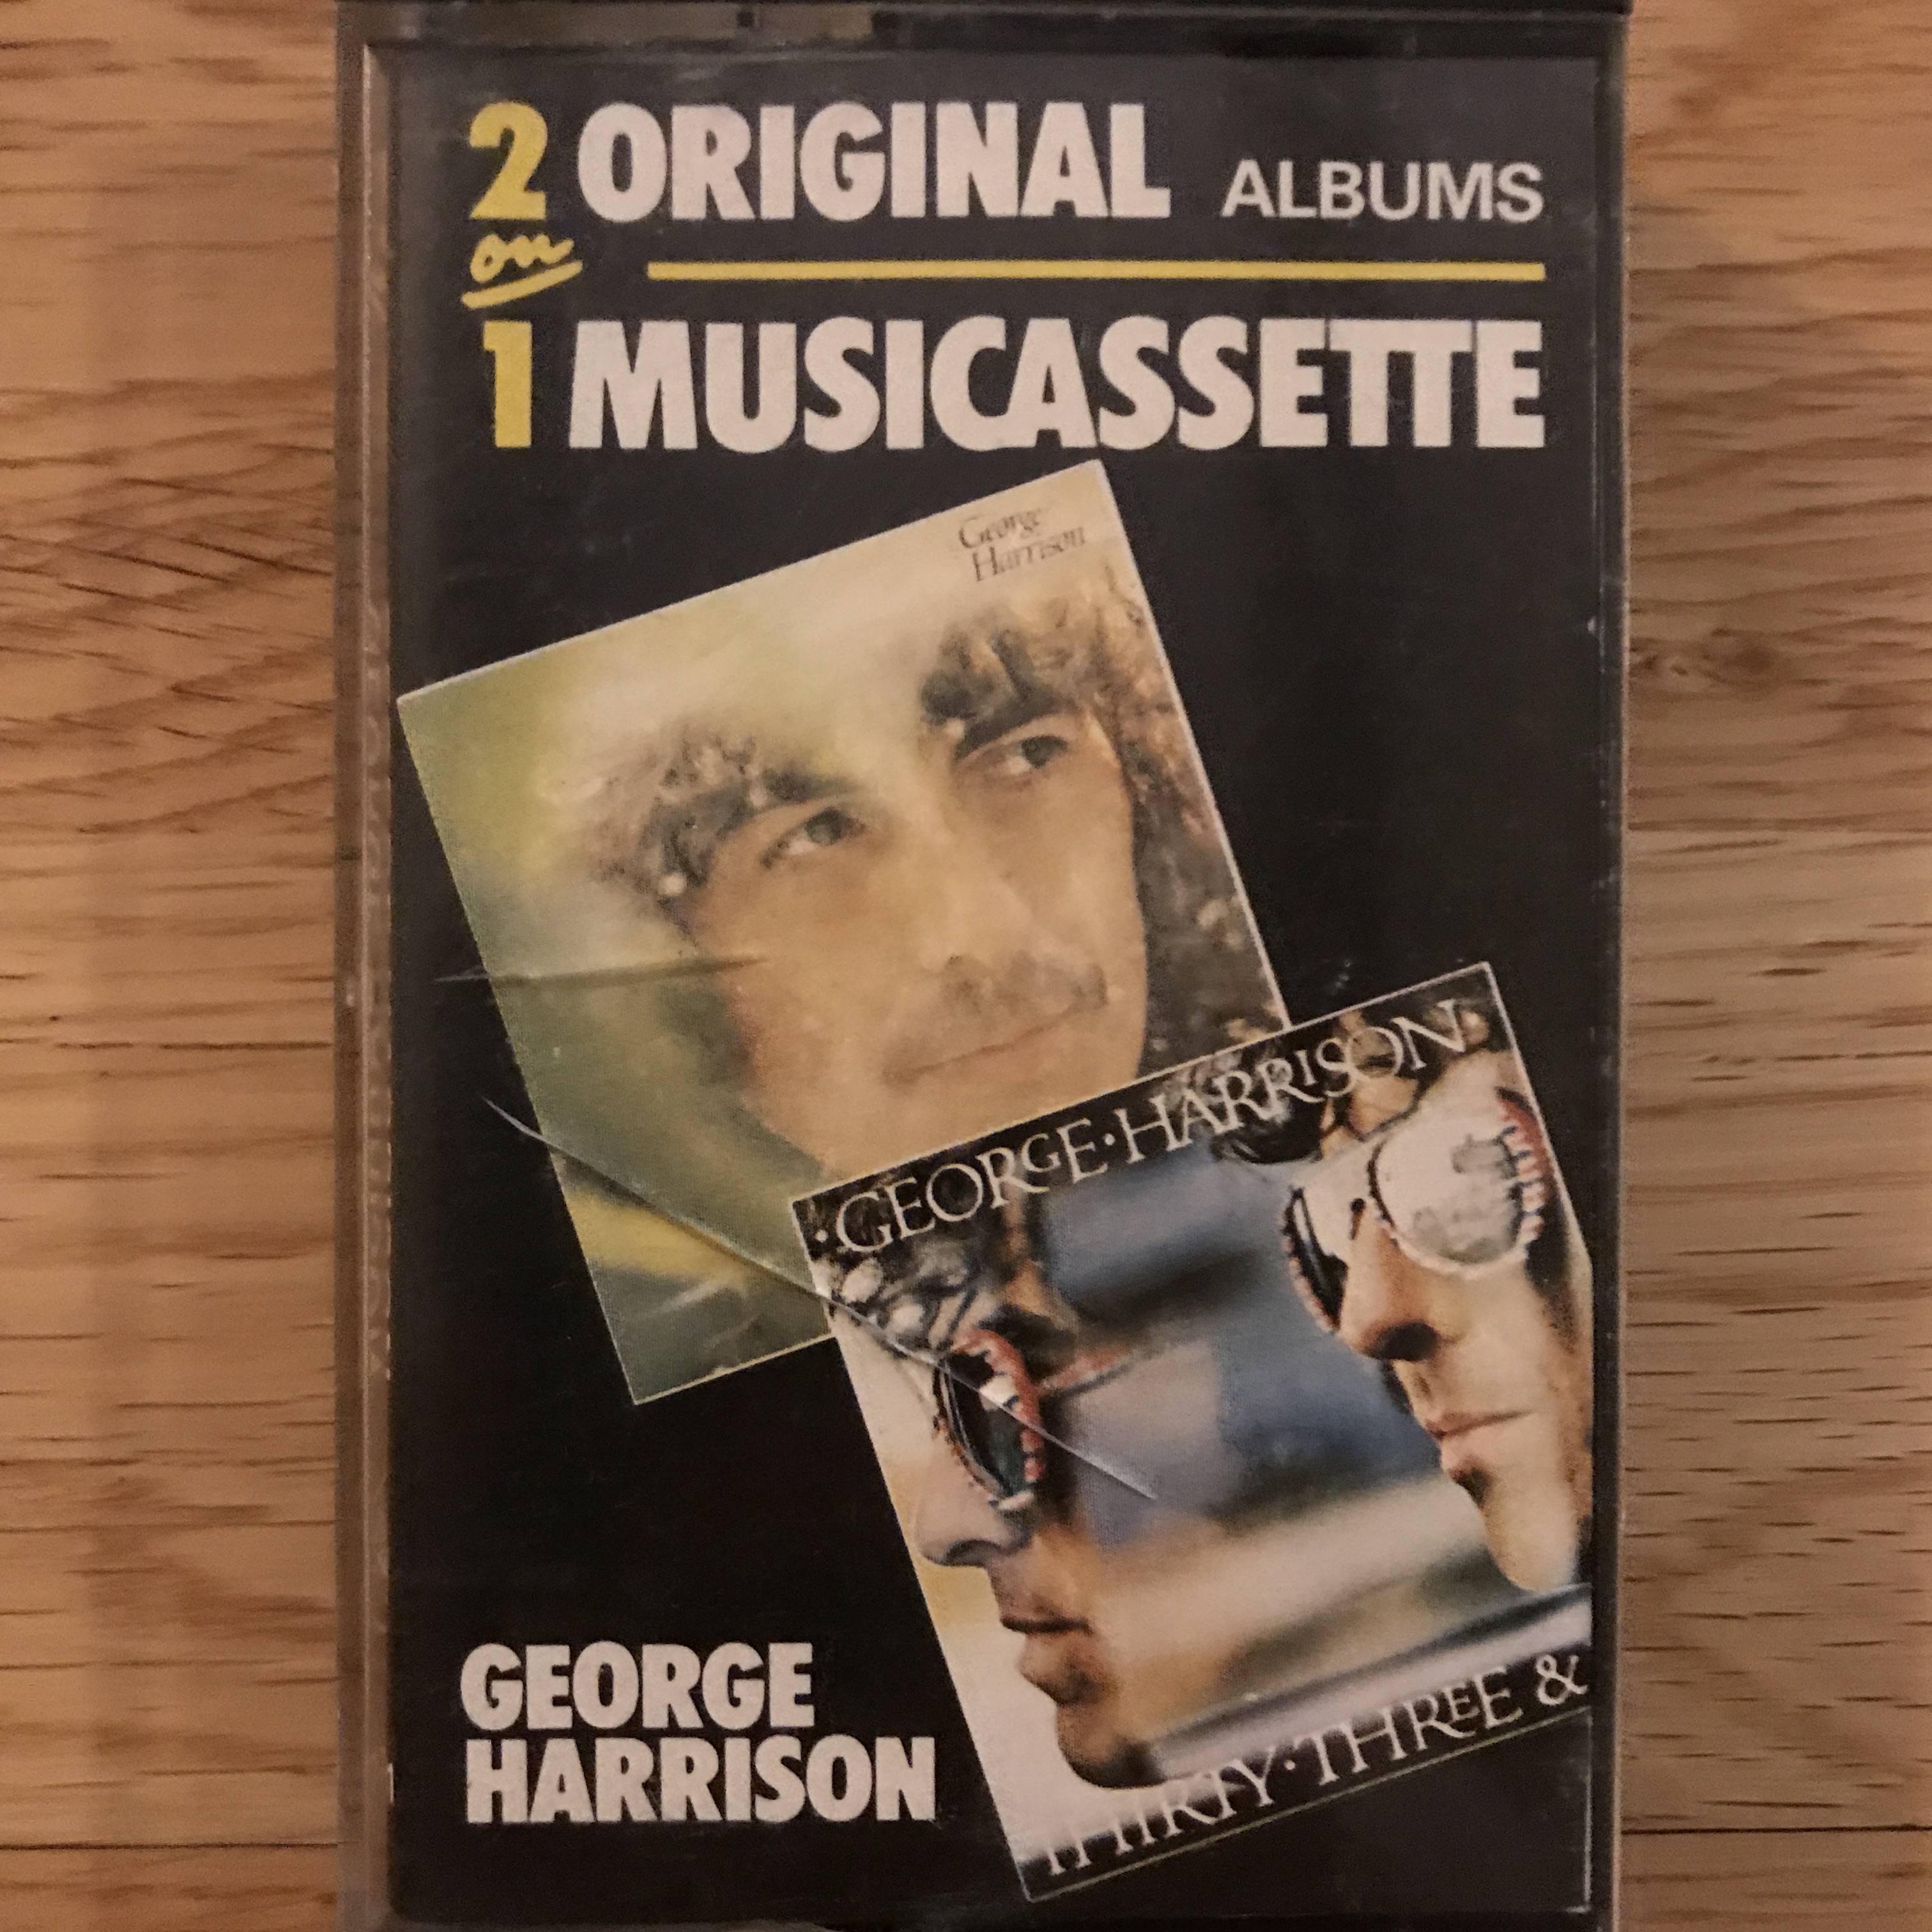 2 ORIGINAL ALBUMS
on
1 MUSICASSETTE
George
Harrison
·GEORGE·HARRISON·
THIRTY·THREE &
GEORGE
HARRISON